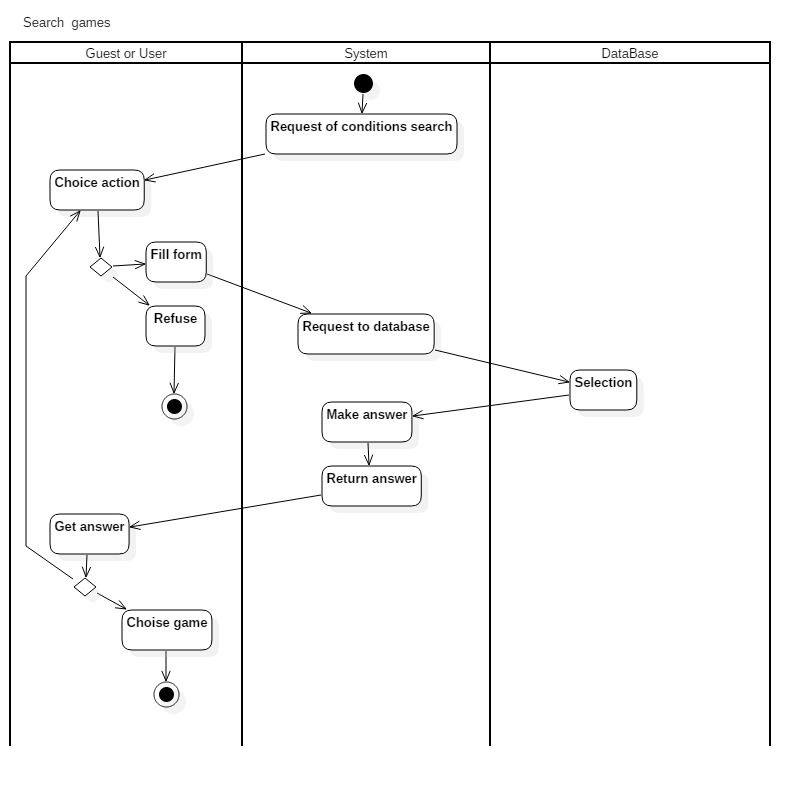 Search  games
Guest or User
System
DataBase
Request of conditions search
Choice action
Fill form
Refuse
Request to database
Selection
Make answer
Return answer
Get answer
Choise game